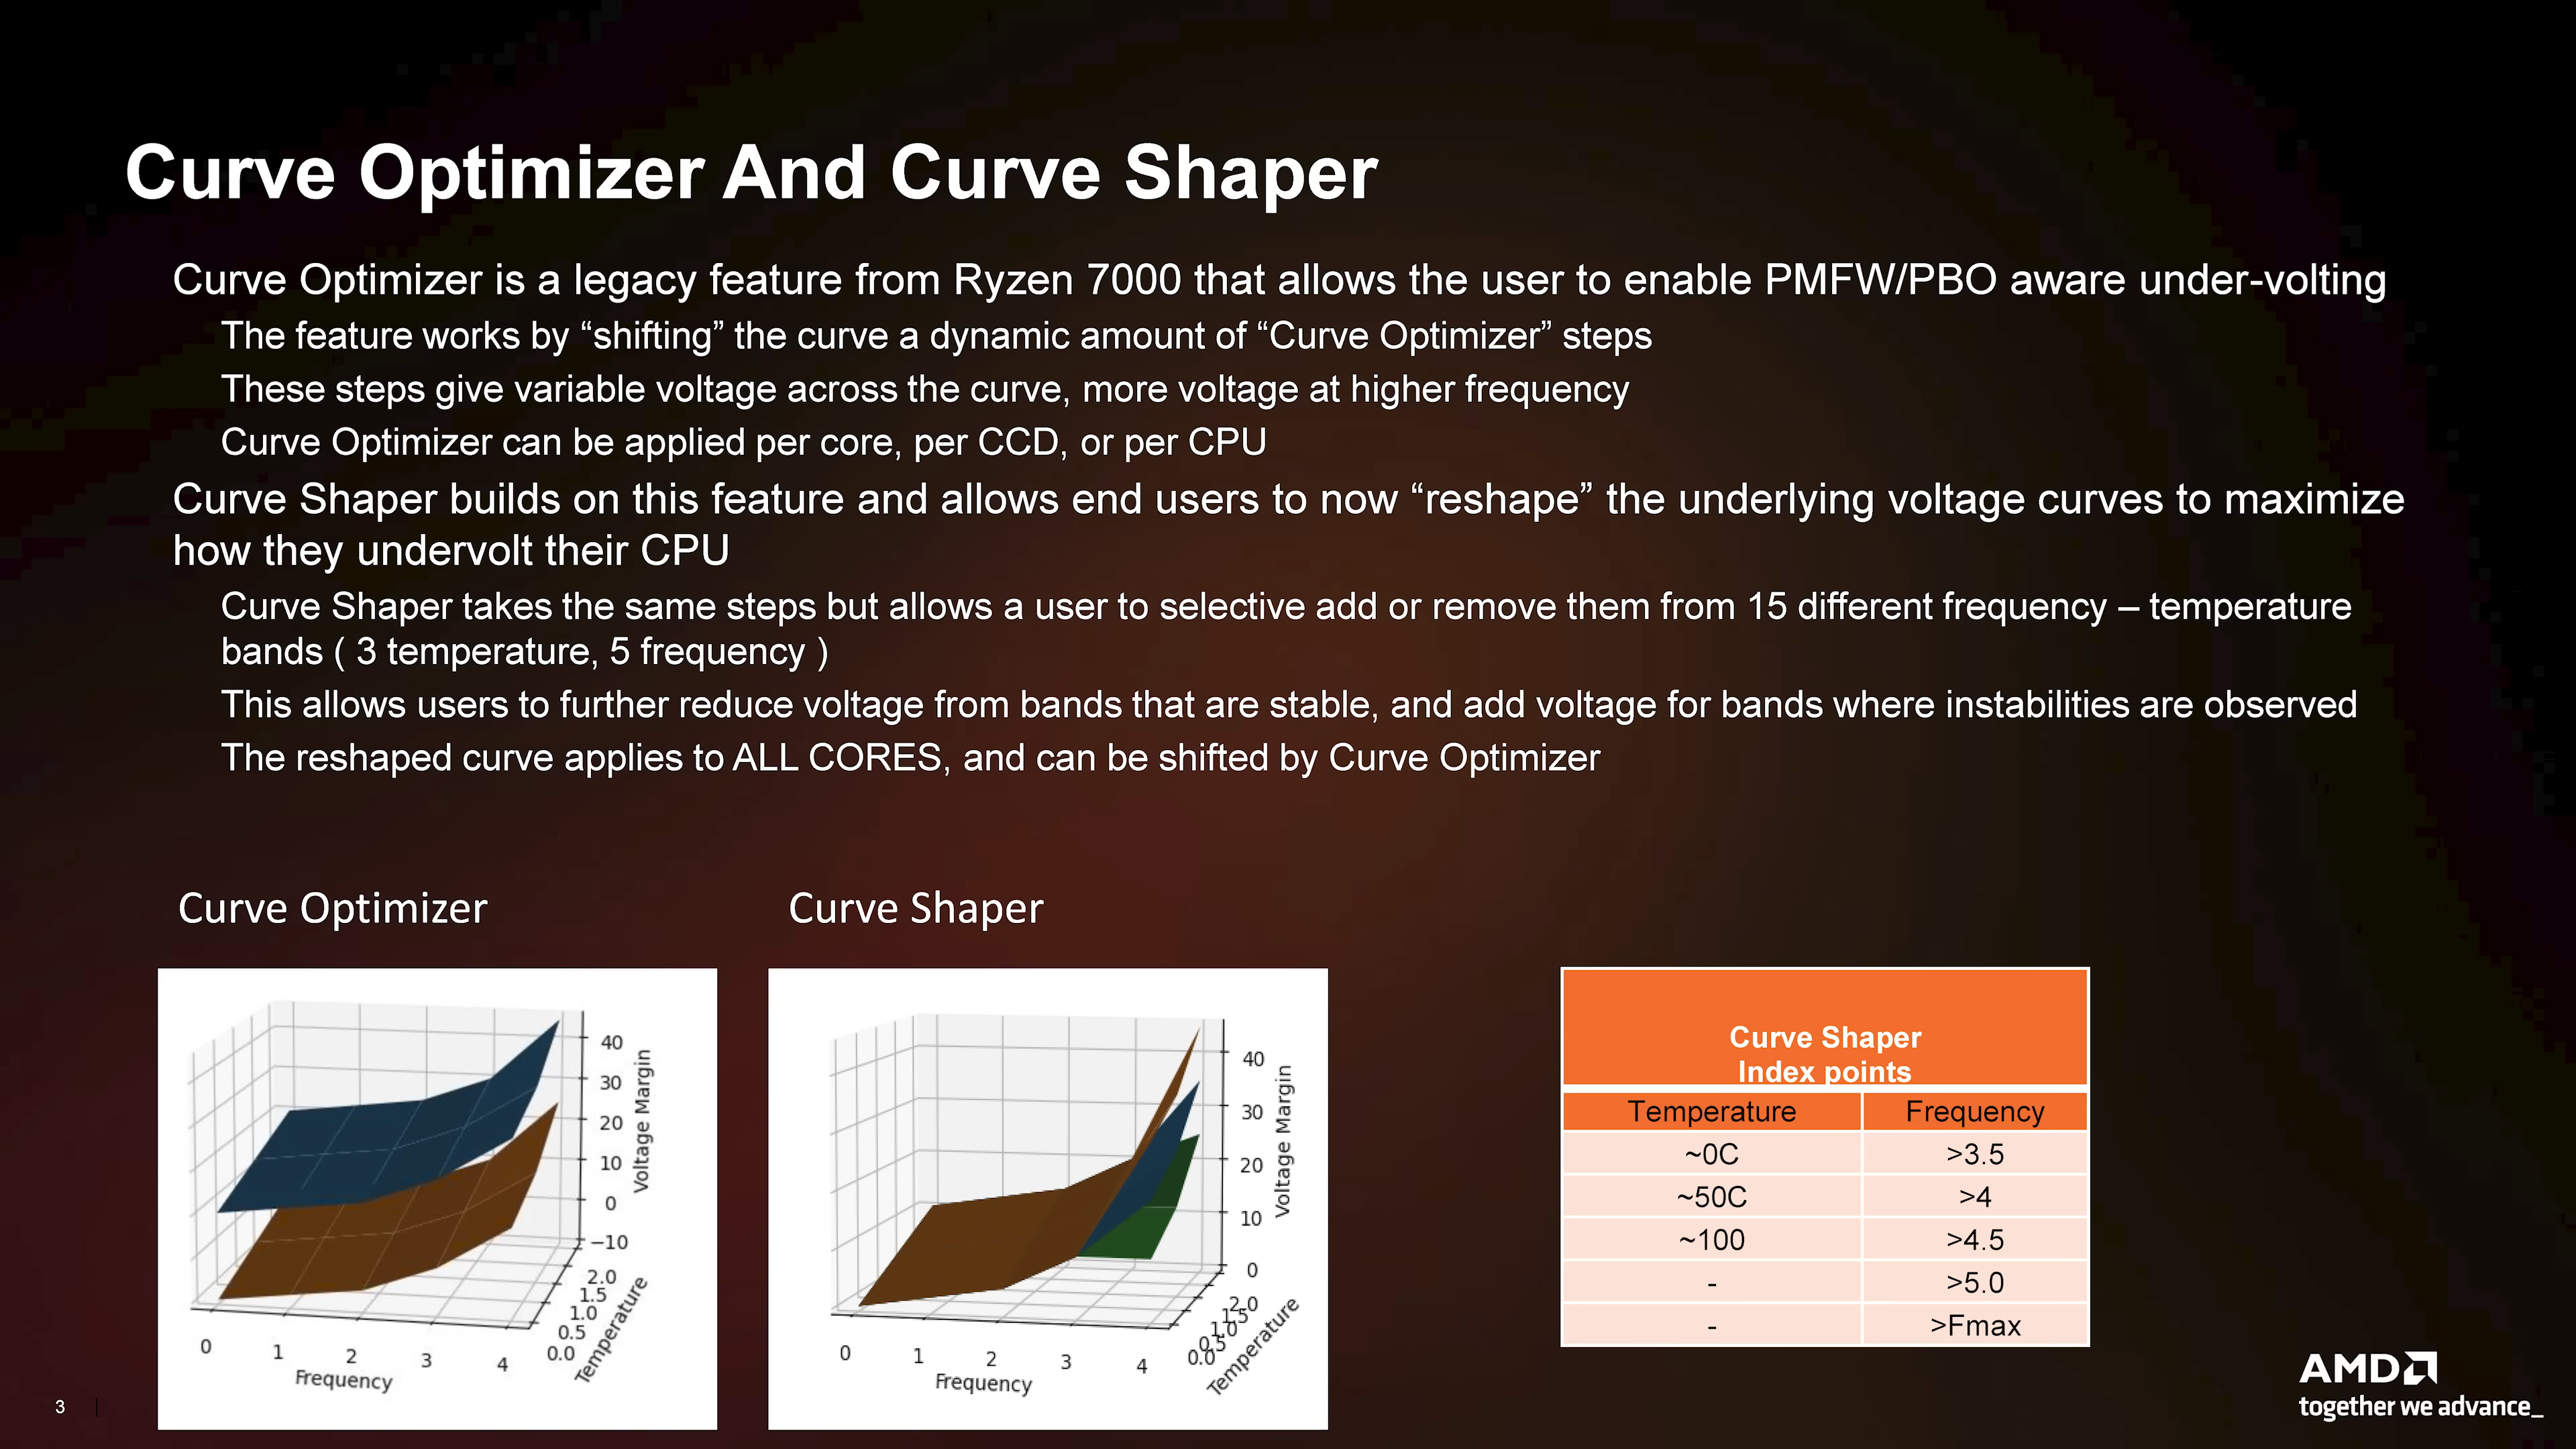 Curve Optimizer And Curve Shaper
Curve Optimizer is a legacy feature from Ryzen 7000 that allows the user to enable PMFW/PBO aware under-volting
The feature works by “shifting” the curve a dynamic amount of “Curve Optimizer” steps
These steps give variable voltage across the curve, more voltage at higher frequency
Curve Optimizer can be applied per core, per CCD, or per CPU
Curve Shaper builds on this feature and allows end users to now “reshape” the underlying voltage curves to maximize
how they undervolt their CPU
Curve Shaper takes the same steps but allows a user to selective add or remove them from 15 different frequency – temperature
bands ( 3 temperature, 5 frequency )
This allows users to further reduce voltage from bands that are stable, and add voltage for bands where instabilities are observed
The reshaped curve applies to ALL CORES, and can be shifted by Curve Optimizer
Curve Optimizer
40
30
20
10
0
−10
Voltage Margin
2.0
1.5
1.0
0.5
0.0
Temperature
0 1 2 3 4
Frequency
Curve Shaper
40
30
20
10
0
Voltage Margin
2.0
1.5
1.0
0.5
0.0
Temperature
0 1 2 3 4
Frequency
Curve Shaper
Index points
Temperature Frequency
~0C >3.5
~50C >4
~100 >4.5
- >5.0
- >Fmax
AMD
together we advance_
3